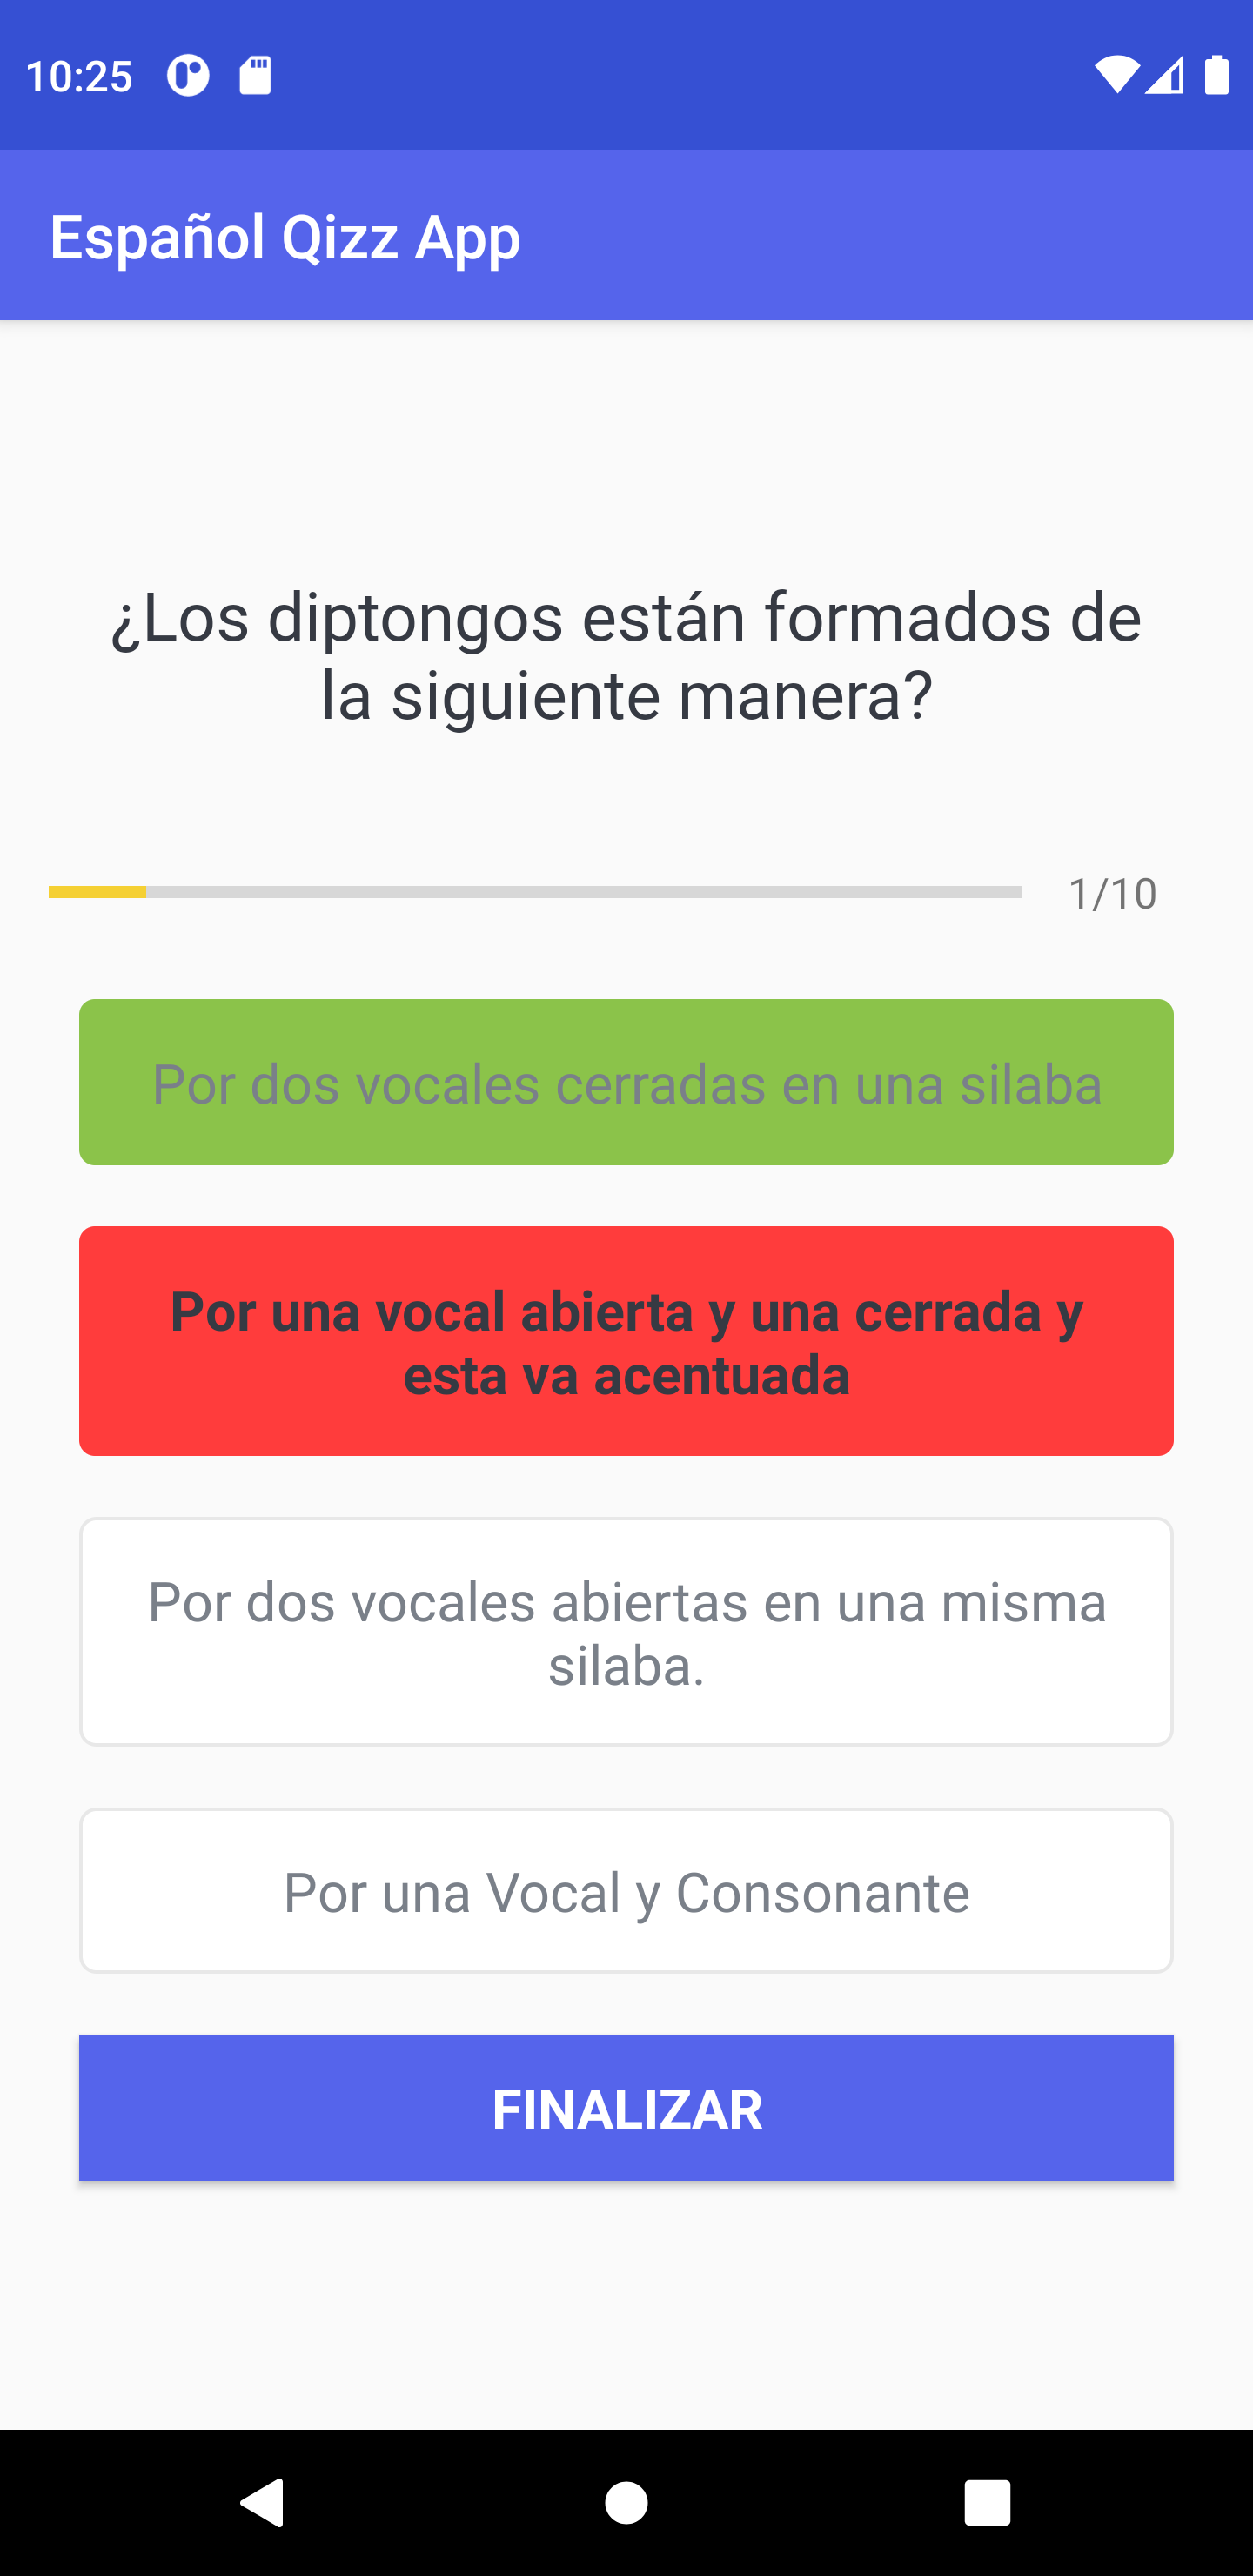 10:25
Español Qizz App
¿Los diptongos están formados de
la siguiente manera?
1/10
Por dos vocales cerradas en una silaba
Por una vocal abierta y una cerrada y
esta va acentuada
Por dos vocales abiertas en una misma
silaba.
Por una Vocal y Consonante
FINALIZAR